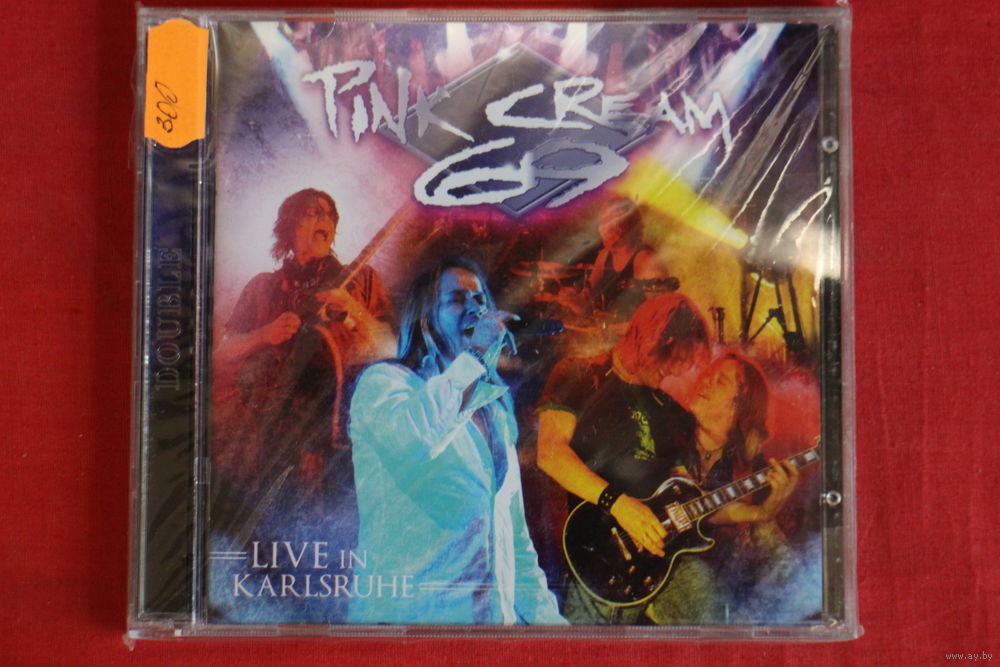 300
PINK CREAM
69
DOUBLE
LIVE IN
KARLSRUHE
www.ay.by